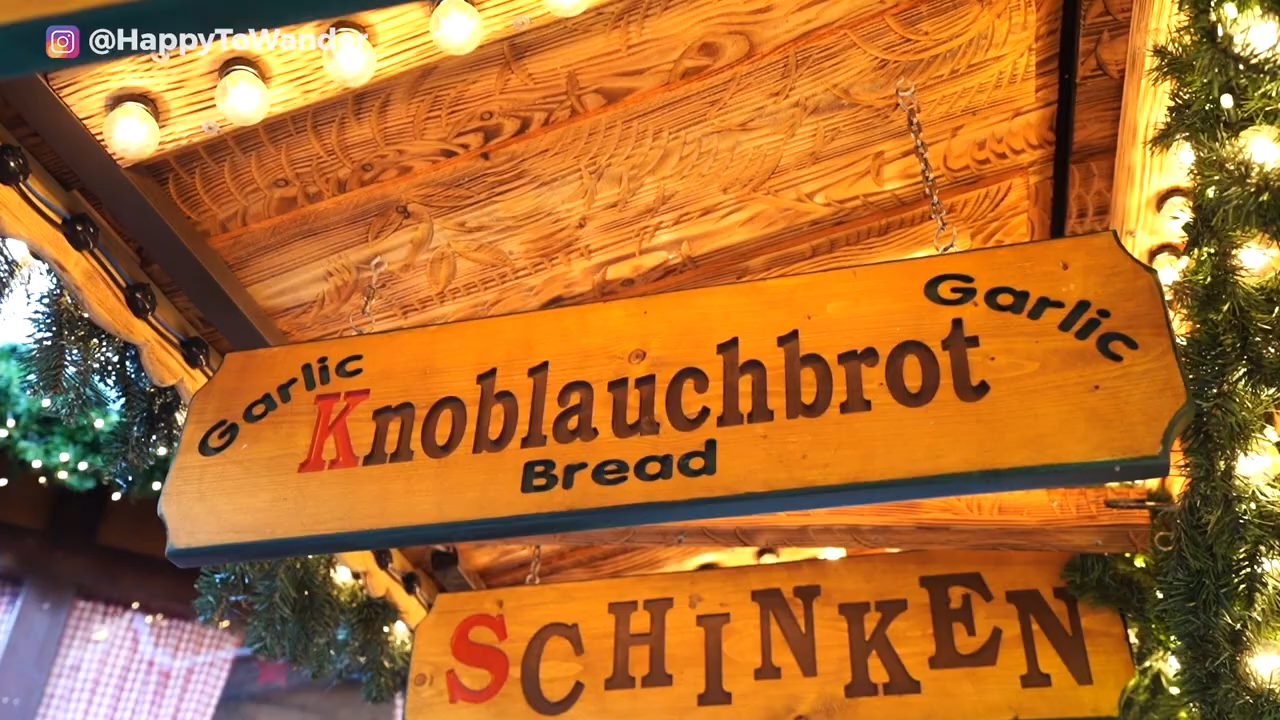 @HappyToWander
Garlic
Garlic
Knoblauchbrot
Bread
SCHINKEN